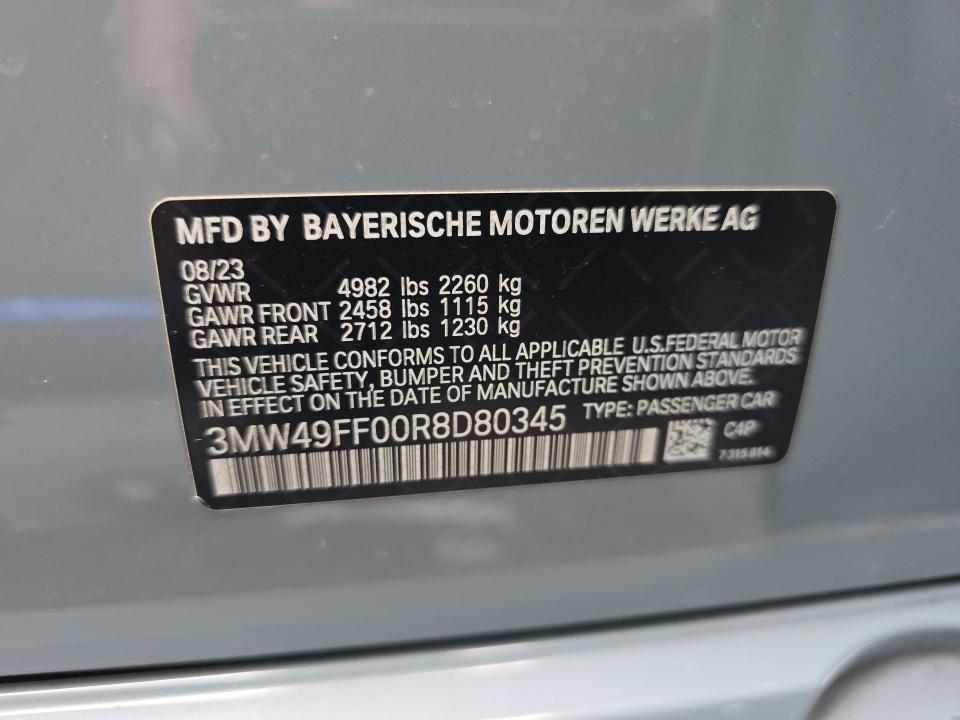 MFD BY BAYERISCHE MOTOREN WERKE AG
08/23
GVWR 4982 lbs 2260 kg
GAWR FRONT 2458 lbs 1115 kg
GAWR REAR 2712 lbs 1230 kg
THIS VEHICLE CONFORMS TO ALL APPLICABLE U.S.FEDERAL MOTOR
VEHICLE SAFETY, BUMPER AND THEFT PREVENTION STANDARDS
IN EFFECT ON THE DATE OF MANUFACTURE SHOWN ABOVE.
3MW49FF00R8D80345 TYPE: PASSENGER CAR
C4P
7315814